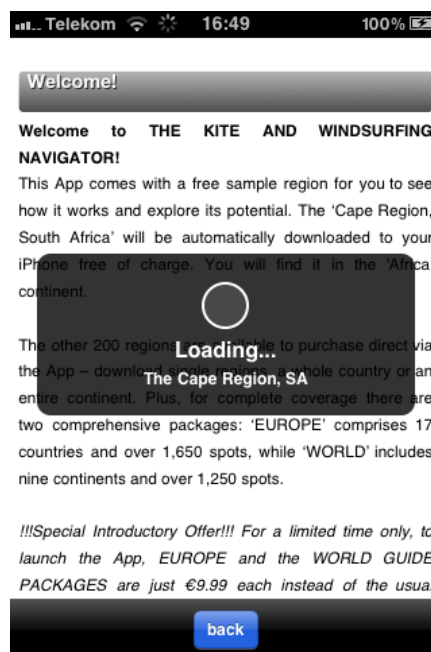 Telekom 16:49 100%
Welcome!
Welcome to THE KITE AND WINDSURFING
NAVIGATOR!
This App comes with a free sample region for you to see
how it works and explore its potential. The 'Cape Region,
South Africa' will be automatically downloaded to your
iPhone free of charge. You will find it in the 'Africa
continent.
Loading...
The Cape Region, SA
The other 200 regions are available to purchase direct via
the App – download single regions, a whole country or an
entire continent. Plus, for complete coverage there are
two comprehensive packages: 'EUROPE' comprises 17
countries and over 1,650 spots, while 'WORLD' includes
nine continents and over 1,250 spots.
!!!Special Introductory Offer!!! For a limited time only, to
launch the App, EUROPE and the WORLD GUIDE
PACKAGES are just €9.99 each instead of the usual
back